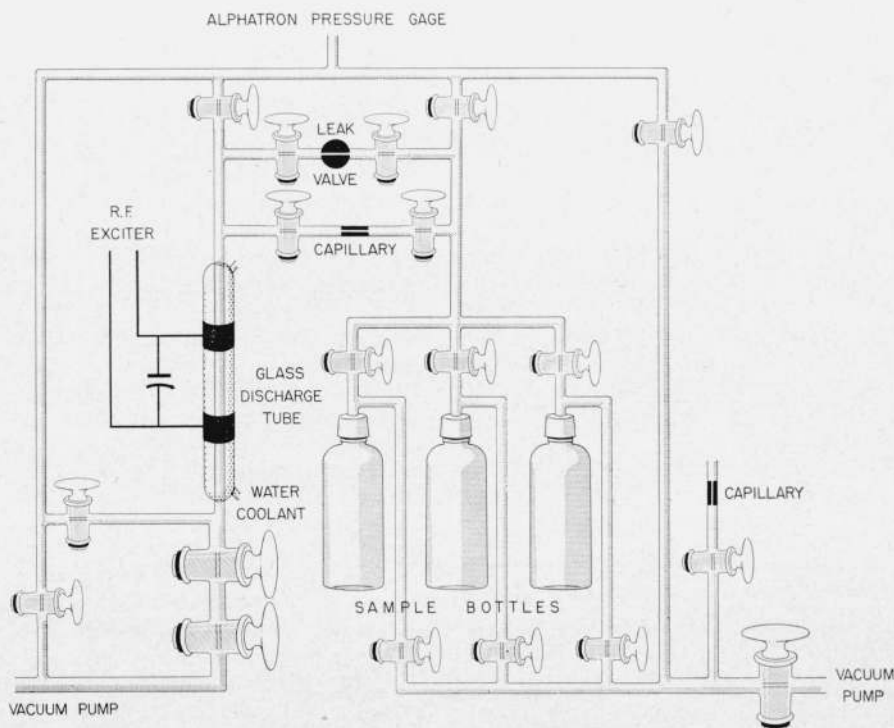 ALPHATRON PRESSURE GAGE
LEAK
VALVE
R.F.
EXCITER
CAPILLARY
GLASS
DISCHARGE
TUBE
WATER
COOLANT
CAPILLARY
SAMPLE BOTTLES
VACUUM
PUMP
VACUUM PUMP